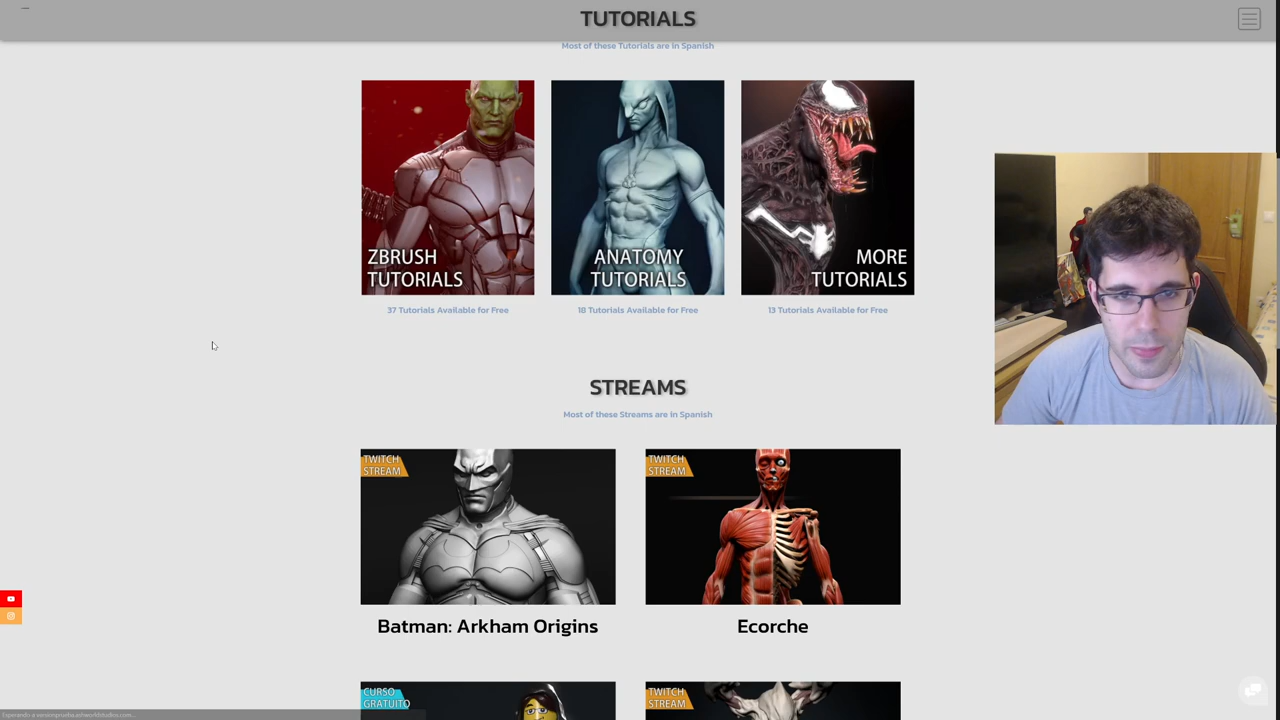 TUTORIALS
Most of these Tutorials are in Spanish
ZBRUSH
TUTORIALS
ANATOMY
TUTORIALS
MORE
TUTORIALS
37 Tutorials Available for Free
18 Tutorials Available for Free
13 Tutorials Available for Free
STREAMS
Most of these Streams are in Spanish
TWITCH
STREAM
TWITCH
STREAM
Batman: Arkham Origins
Ecorche
CURSO
GRATUITO
TWITCH
STREAM